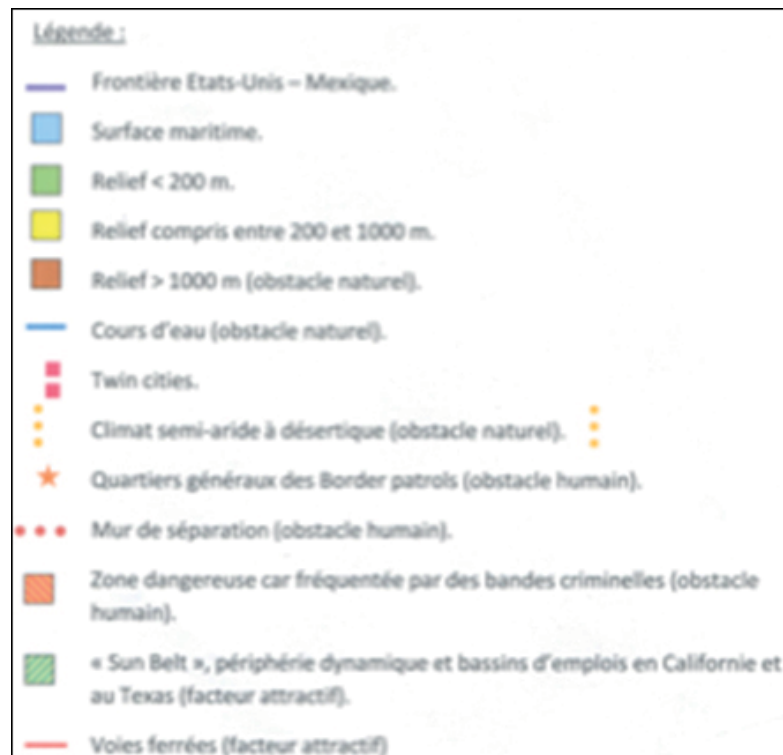 Légende :
Frontière Etats-Unis – Mexique.
Surface maritime.
Relief < 200 m.
Relief compris entre 200 et 1000 m.
Relief > 1000 m (obstacle naturel).
Cours d'eau (obstacle naturel).
Twin cities.
Climat semi-aride à désertique (obstacle naturel).
Quartiers généraux des Border patrols (obstacle humain).
Mur de séparation (obstacle humain).
Zone dangereuse car fréquentée par des bandes criminelles (obstacle
humain).
« Sun Belt », périphérie dynamique et bassins d'emplois en Californie et
au Texas (facteur attractif).
Voies ferrées (facteur attractif)